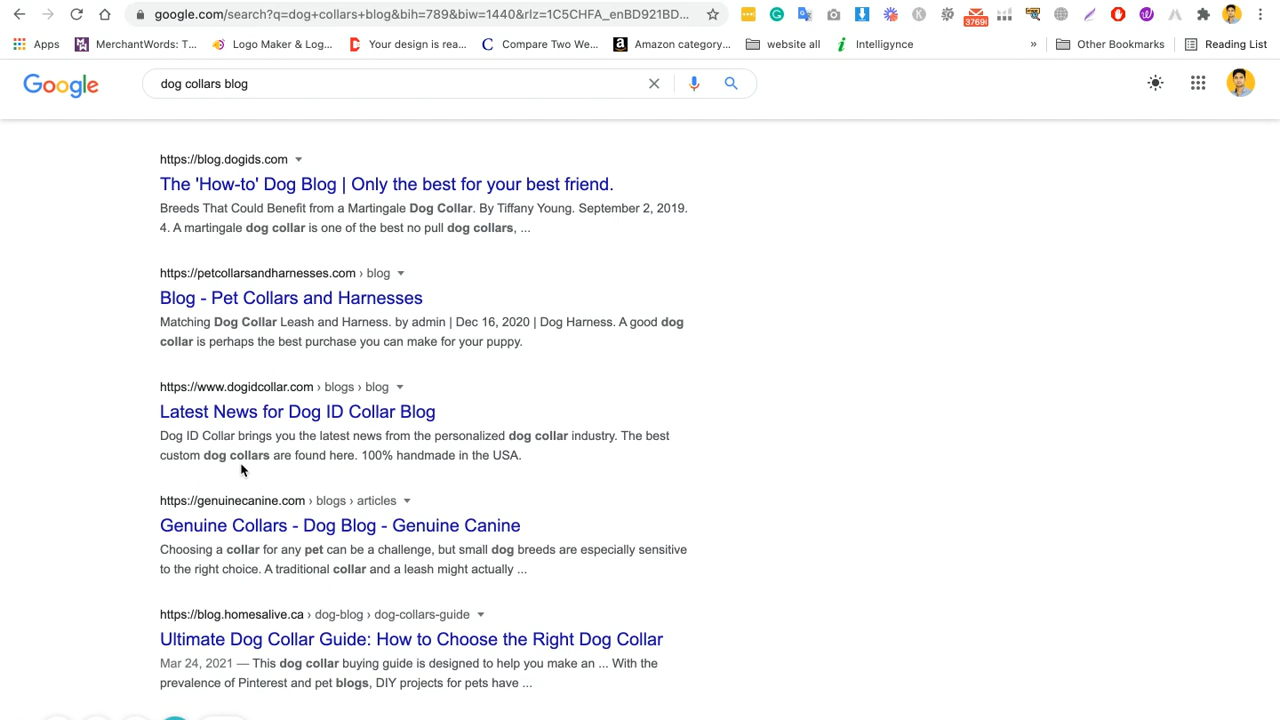 google.com/search?q=dog+collars+blog&bih=789&biw=1440&rlz=1C5CHFA_enBD921BD...
3769
Apps MerchantWords: T... Logo Maker & Log... Your design is rea... Compare Two We... Amazon category... website all Intelligynce » Other Bookmarks Reading List
Google dog collars blog
https://blog.dogids.com
The 'How-to' Dog Blog | Only the best for your best friend.
Breeds That Could Benefit from a Martingale Dog Collar. By Tiffany Young. September 2, 2019.
4. A martingale dog collar is one of the best no pull dog collars, ...
https://petcollarsandharnesses.com › blog
Blog - Pet Collars and Harnesses
Matching Dog Collar Leash and Harness. by admin | Dec 16, 2020 | Dog Harness. A good dog
collar is perhaps the best purchase you can make for your puppy.
https://www.dogidcollar.com › blogs › blog
Latest News for Dog ID Collar Blog
Dog ID Collar brings you the latest news from the personalized dog collar industry. The best
custom dog collars are found here. 100% handmade in the USA.
https://genuinecanine.com › blogs › articles
Genuine Collars - Dog Blog - Genuine Canine
Choosing a collar for any pet can be a challenge, but small dog breeds are especially sensitive
to the right choice. A traditional collar and a leash might actually ...
https://blog.homesalive.ca › dog-blog › dog-collars-guide
Ultimate Dog Collar Guide: How to Choose the Right Dog Collar
Mar 24, 2021 — This dog collar buying guide is designed to help you make an ... With the
prevalence of Pinterest and pet blogs, DIY projects for pets have ...